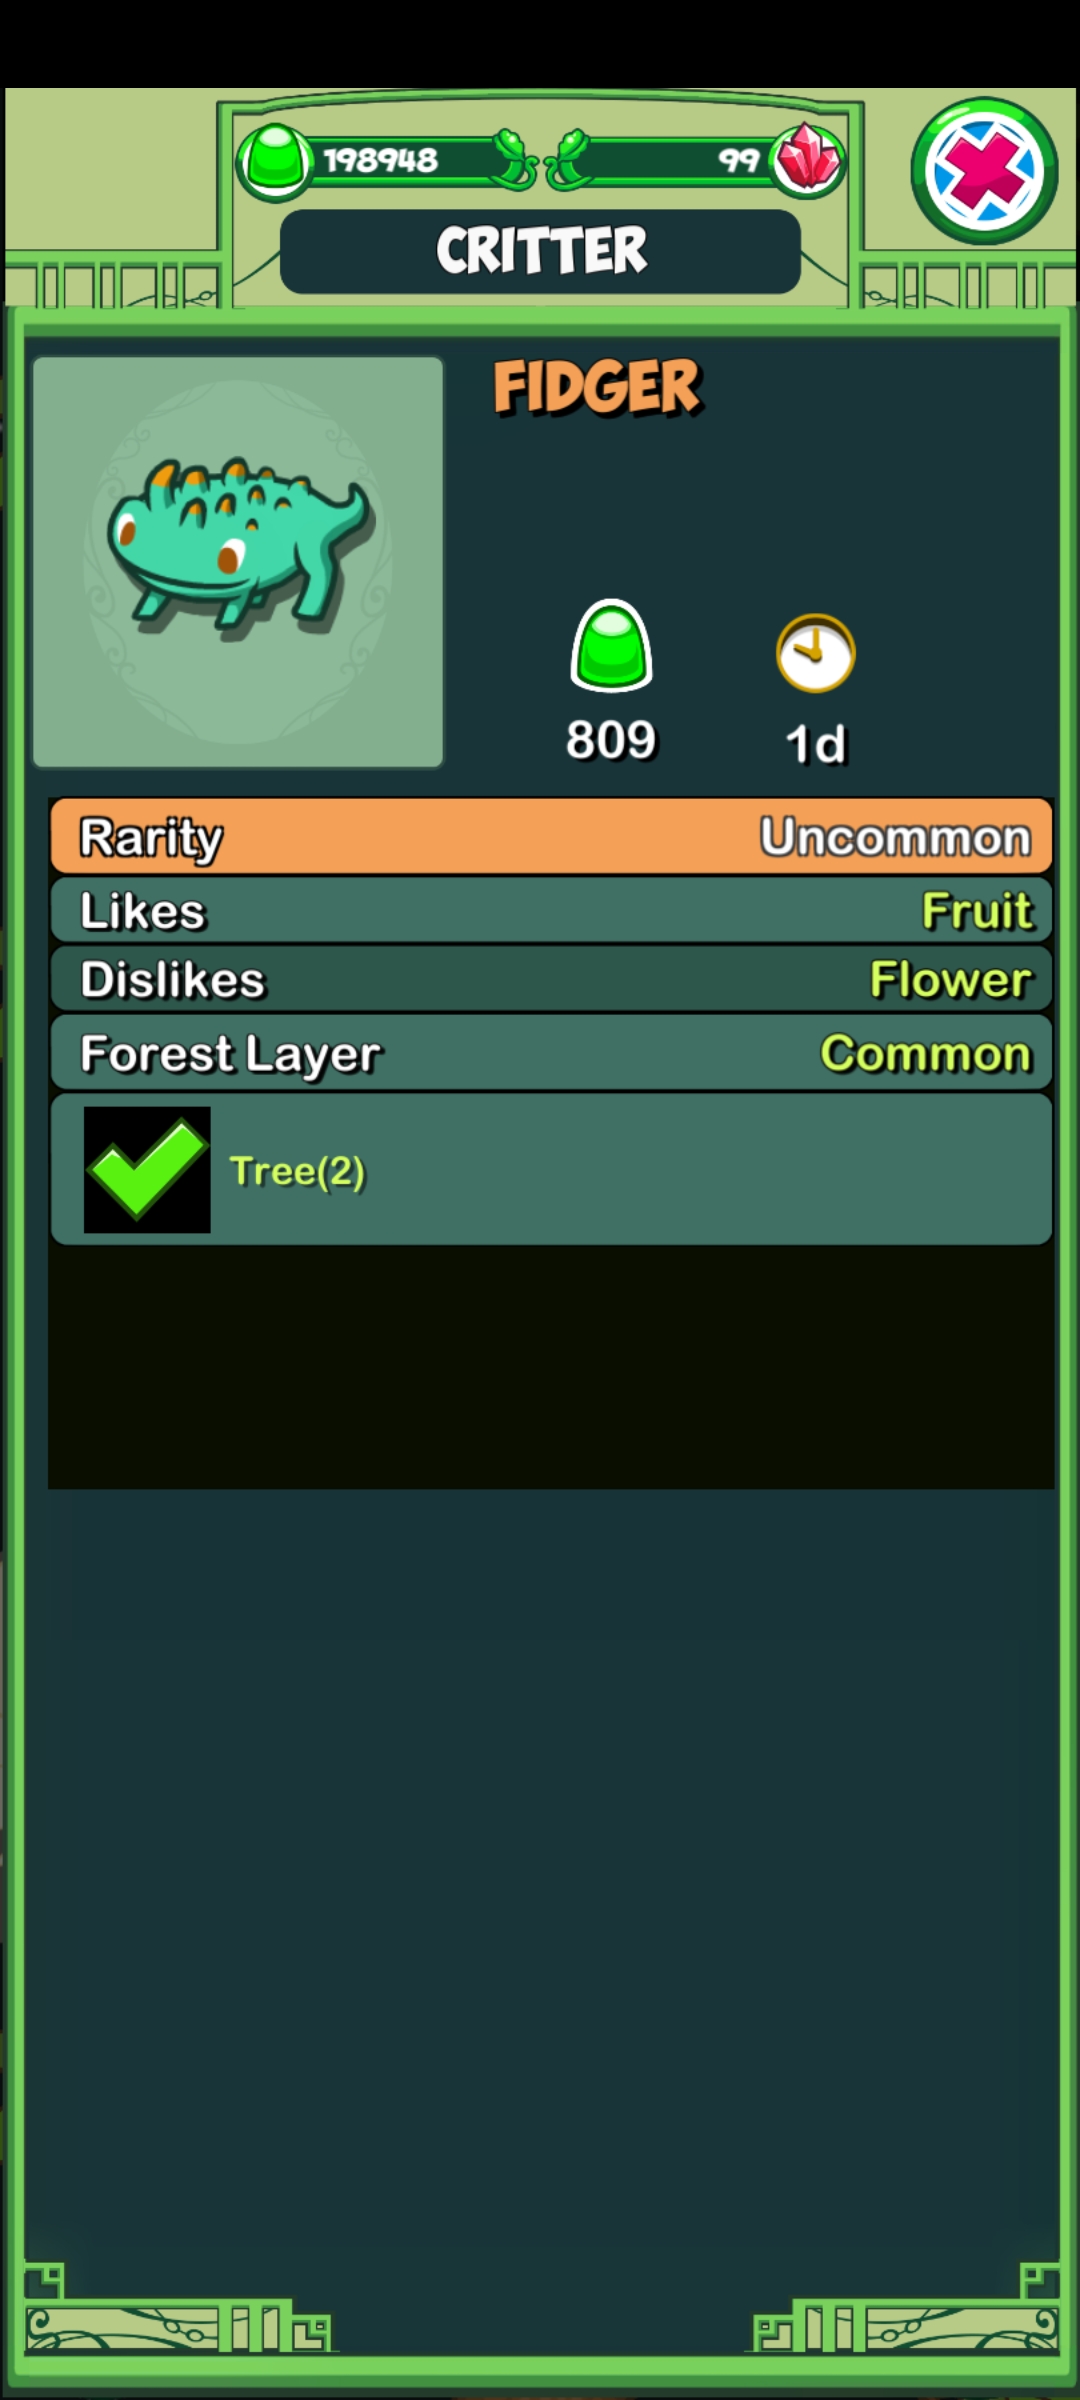 198948
99
CRITTER
FIDGER
809
1d
Rarity Uncommon
Likes Fruit
Dislikes Flower
Forest Layer Common
Tree(2)